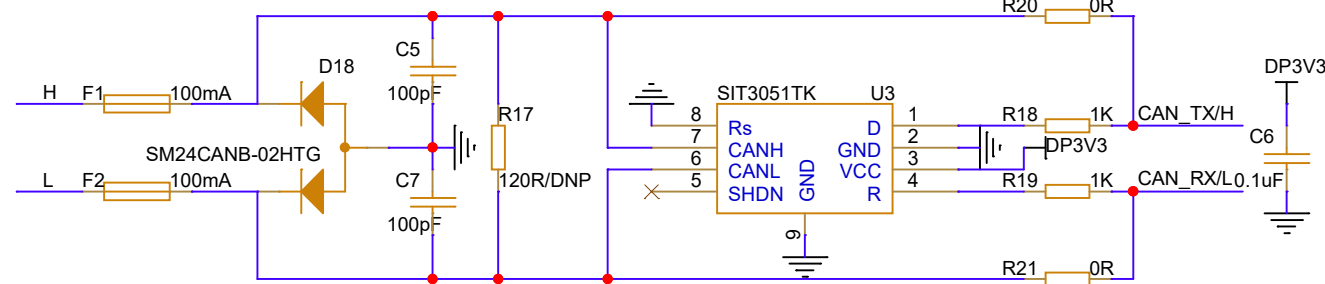 R20 0R
C5
D18
DP3V3
H F1 100mA
100pF
SIT3051TK U3
R17
8 Rs D 1 R18 1K CAN_TX/H
7 CANH GND 2
DP3V3
C6
SM24CANB-02HTG
6 CANL VCC 3
GND
L F2 100mA
C7
120R/DNP
5 SHDN R 4 R19 1K CAN_RX/L 0.1uF
100pF
9
R21 0R